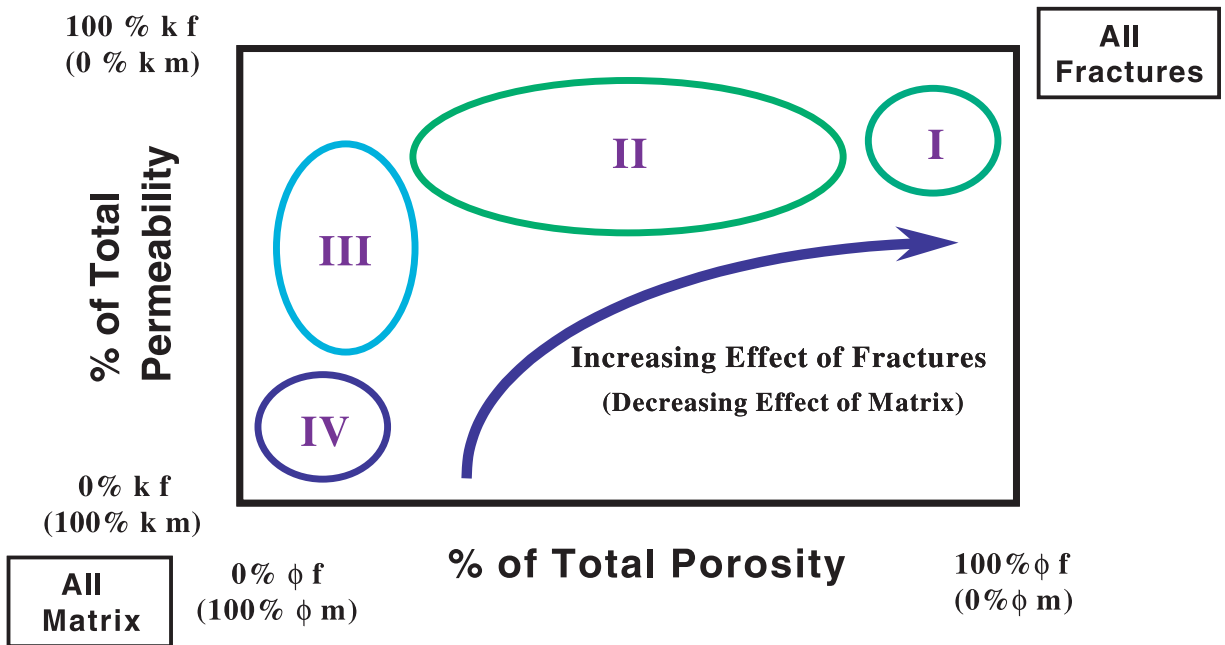 100 % k f
(0 % k m)
All
Fractures
% of Total
Permeability
I
II
III
IV
Increasing Effect of Fractures
(Decreasing Effect of Matrix)
0% k f
(100% k m)
All
Matrix
0% ϕ f
(100% ϕ m)
% of Total Porosity
100%ϕ f
(0%ϕ m)